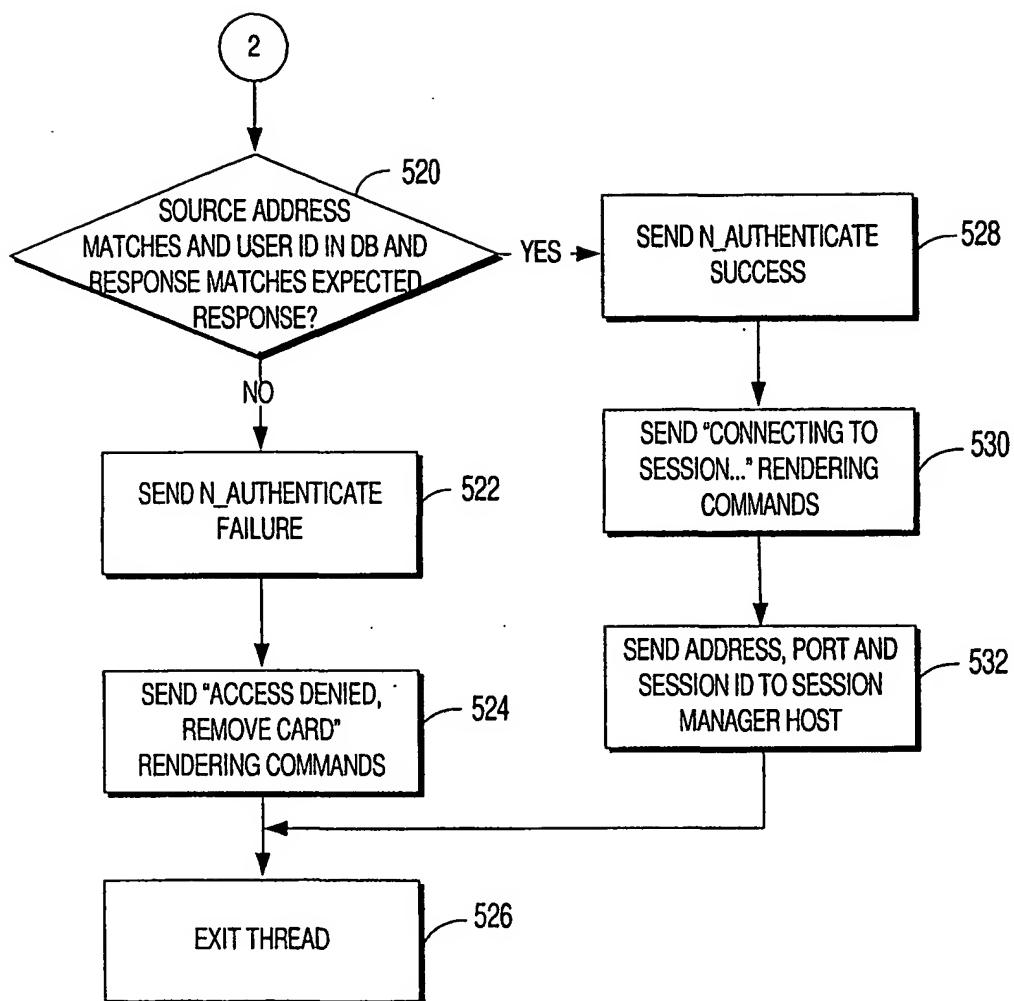 2
520
SOURCE ADDRESS
MATCHES AND USER ID IN DB AND
RESPONSE MATCHES EXPECTED
RESPONSE?
YES
SEND N_AUTHENTICATE
SUCCESS
528
NO
SEND "CONNECTING TO
SESSION..." RENDERING
COMMANDS
530
SEND N_AUTHENTICATE
FAILURE
522
SEND ADDRESS, PORT AND
SESSION ID TO SESSION
MANAGER HOST
532
SEND "ACCESS DENIED,
REMOVE CARD"
RENDERING COMMANDS
524
EXIT THREAD
526